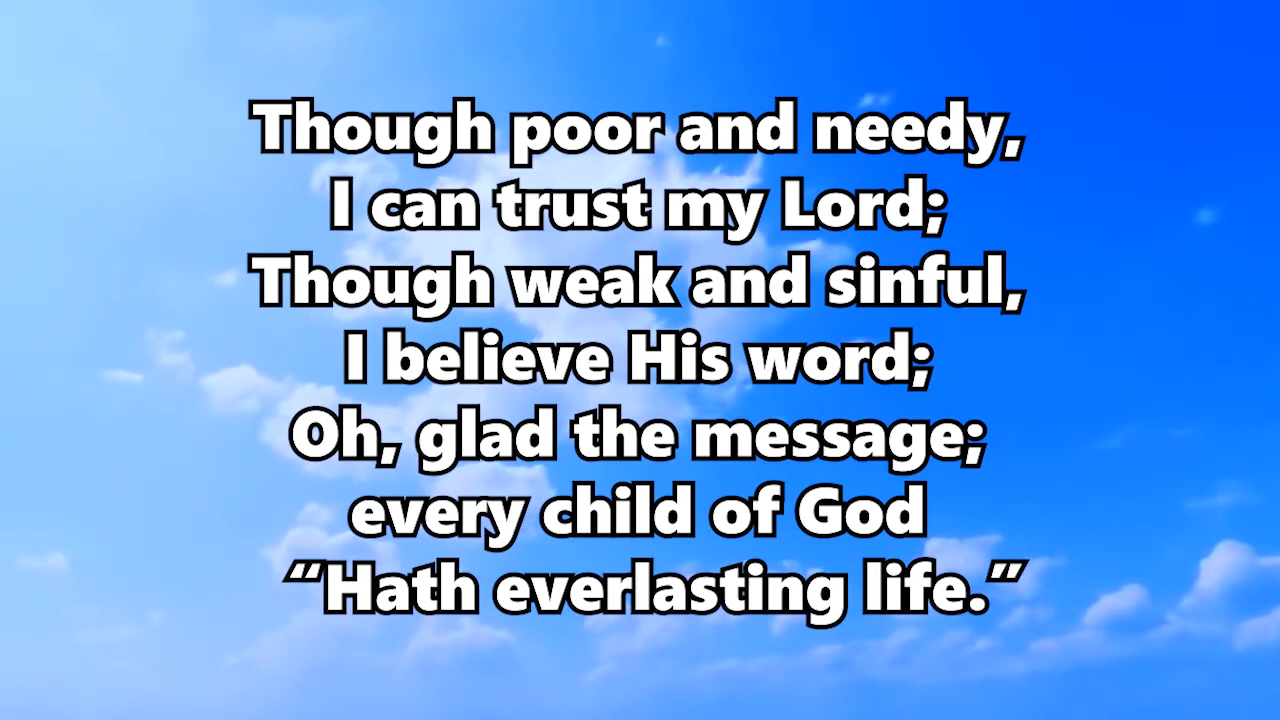 Though poor and needy,
I can trust my Lord;
Though weak and sinful,
I believe His word;
Oh, glad the message;
every child of God
“Hath everlasting life.”